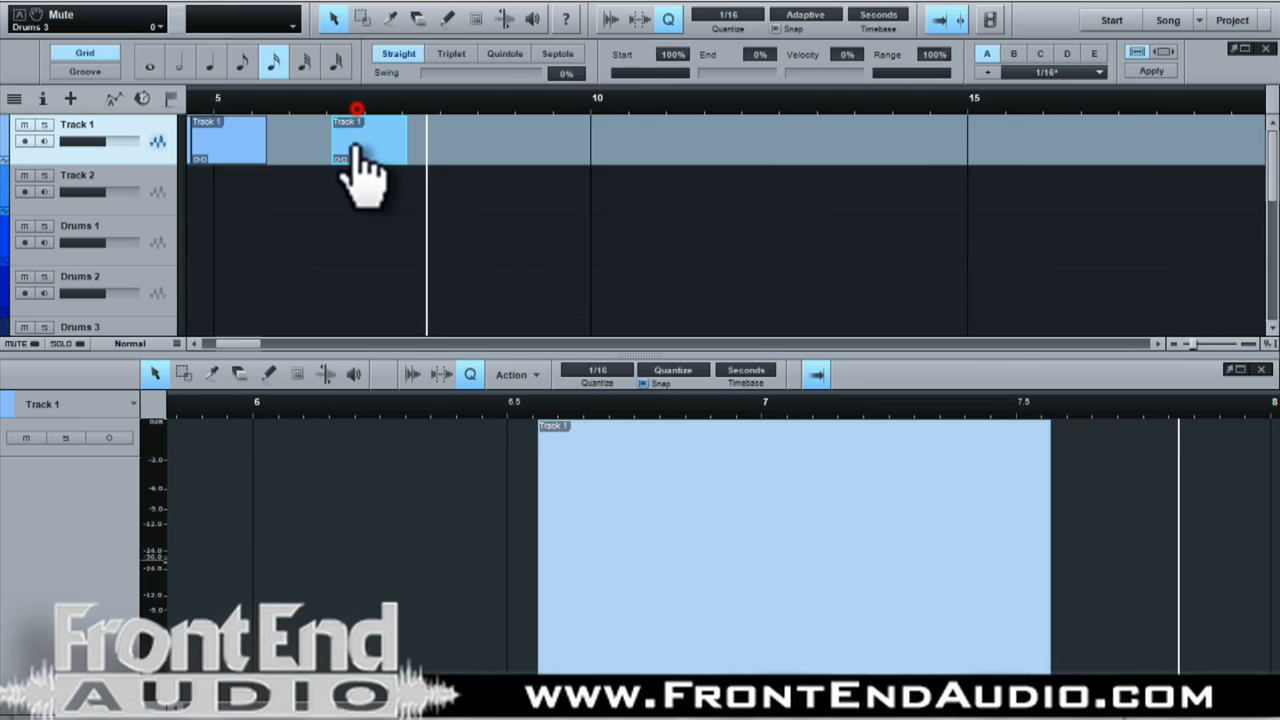 Mute
Drums 3
0
?
1/16
Quantize
Adaptive
Snap
Seconds
Timebase
Start
Song
Project
Grid
Groove
Straight
Triplet
Quintole
Septole
Swing
0%
Start
100%
End
0%
Velocity
0%
Range
100%
A
B
C
D
E
1/16*
Apply
5
10
15
Track 1
M S
Track 2
M S
Drums 1
M S
Drums 2
M S
Drums 3
Track 1
Track 1
MUTE
SOLO
Normal
Q
Action
1/16
Quantize
Quantize
Snap
Seconds
Timebase
Track 1
M S
6
6.5
7
7.5
8
0dB
-3.0
-6.0
-9.0
-12.0
-24.0
-24.0
-12.0
-9.0
Track 1
FrontEnd
AUDIO
www.FrontEndAudio.com